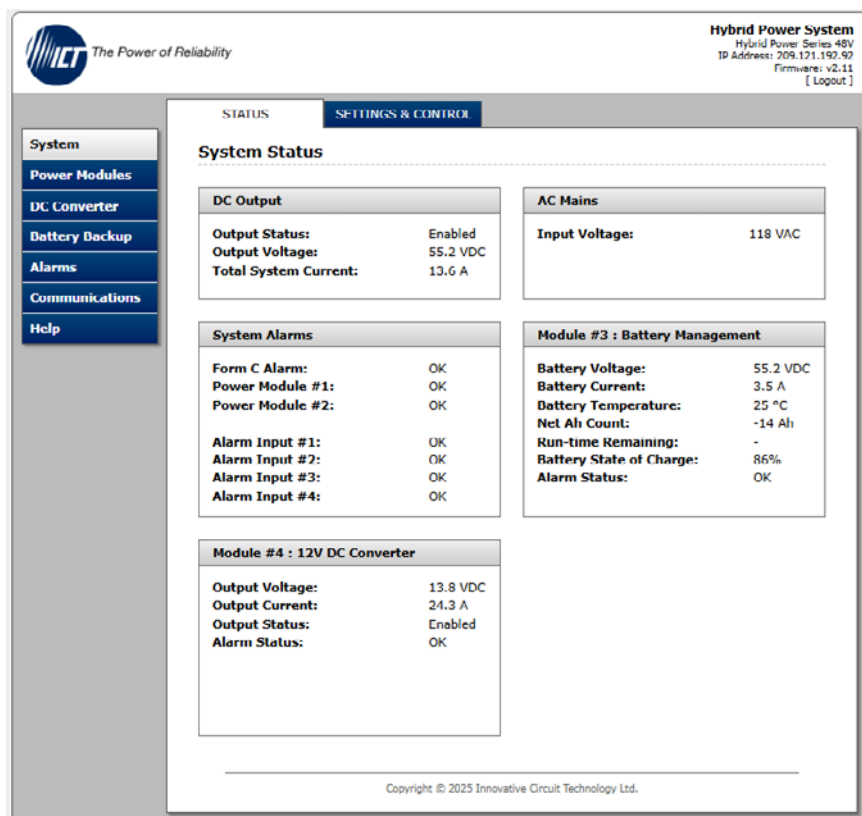 ICT The Power of Reliability
Hybrid Power System
Hybrid Power Series 48V
IP Address: 209.121.192.92
Firmware: v2.11
[ Logout ]
STATUS SETTINGS & CONTROL
System
Power Modules
DC Converter
Battery Backup
Alarms
Communications
Help
System Status
DC Output
Output Status: Enabled
Output Voltage: 55.2 VDC
Total System Current: 13.6 A
AC Mains
Input Voltage: 118 VAC
System Alarms
Form C Alarm: OK
Power Module #1: OK
Power Module #2: OK
Alarm Input #1: OK
Alarm Input #2: OK
Alarm Input #3: OK
Alarm Input #4: OK
Module #3 : Battery Management
Battery Voltage: 55.2 VDC
Battery Current: 3.5 A
Battery Temperature: 25 °C
Net Ah Count: -14 Ah
Run-time Remaining: -
Battery State of Charge: 86%
Alarm Status: OK
Module #4 : 12V DC Converter
Output Voltage: 13.8 VDC
Output Current: 24.3 A
Output Status: Enabled
Alarm Status: OK
Copyright © 2025 Innovative Circuit Technology Ltd.